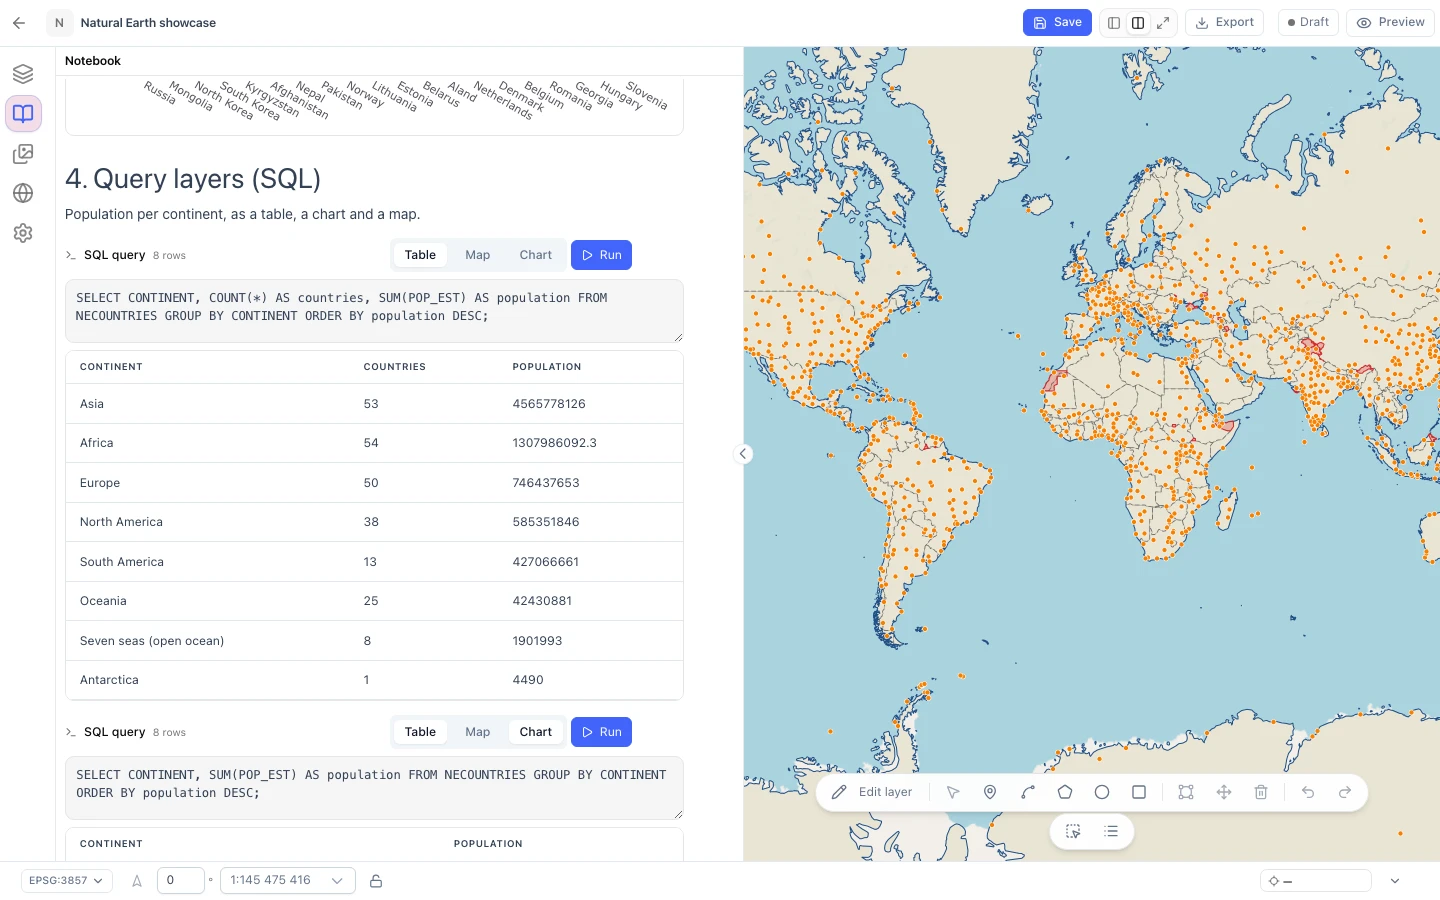 N Natural Earth showcase Save Export Draft Preview
Notebook
Russia Mongolia North Korea South Korea Kyrgyzstan Afghanistan Nepal Pakistan Norway Lithuania Estonia Belarus Aland Netherlands Denmark Belgium Romania Georgia Hungary Slovenia
4. Query layers (SQL)
Population per continent, as a table, a chart and a map.
SQL query 8 rows Table Map Chart Run
SELECT CONTINENT, COUNT(*) AS countries, SUM(POP_EST) AS population FROM
NECOUNTRIES GROUP BY CONTINENT ORDER BY population DESC;
CONTINENT COUNTRIES POPULATION
Asia 53 4565778126
Africa 54 1307986092.3
Europe 50 746437653
North America 38 585351846
South America 13 427066661
Oceania 25 42430881
Seven seas (open ocean) 8 1901993
Antarctica 1 4490
SQL query 8 rows Table Map Chart Run
SELECT CONTINENT, SUM(POP_EST) AS population FROM NECOUNTRIES GROUP BY CONTINENT
ORDER BY population DESC;
CONTINENT POPULATION
Edit layer
EPSG:3857 0 ° 1:145 475 416 —